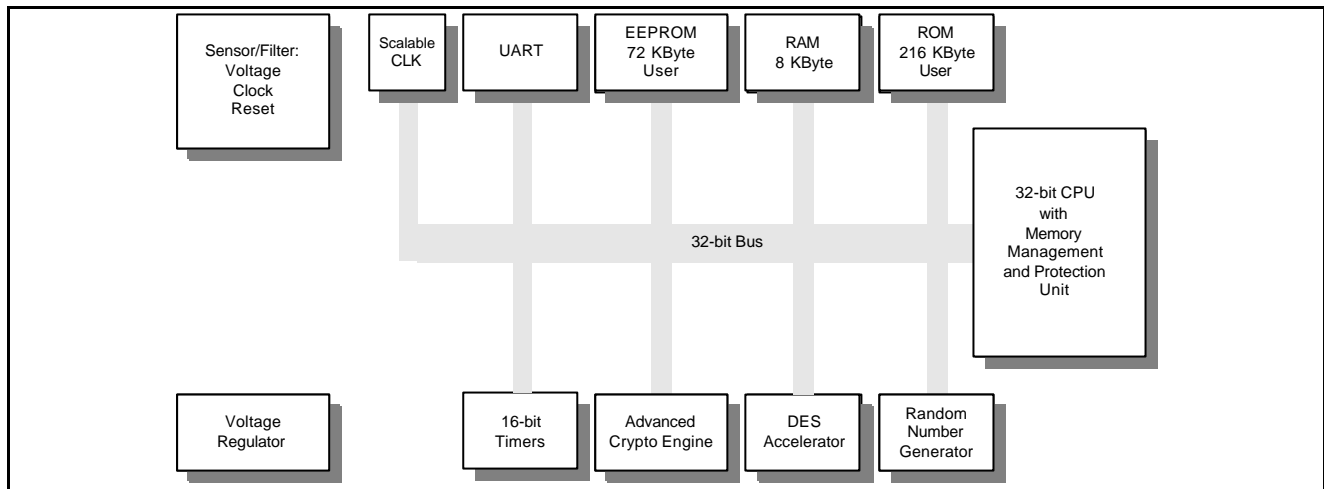 Sensor/Filter:
Voltage
Clock
Reset
Scalable
CLK
UART
EEPROM
72 KByte
User
RAM
8 KByte
ROM
216 KByte
User
32-bit CPU
with
Memory
Management
and Protection
Unit
32-bit Bus
Voltage
Regulator
16-bit
Timers
Advanced
Crypto Engine
DES
Accelerator
Random
Number
Generator